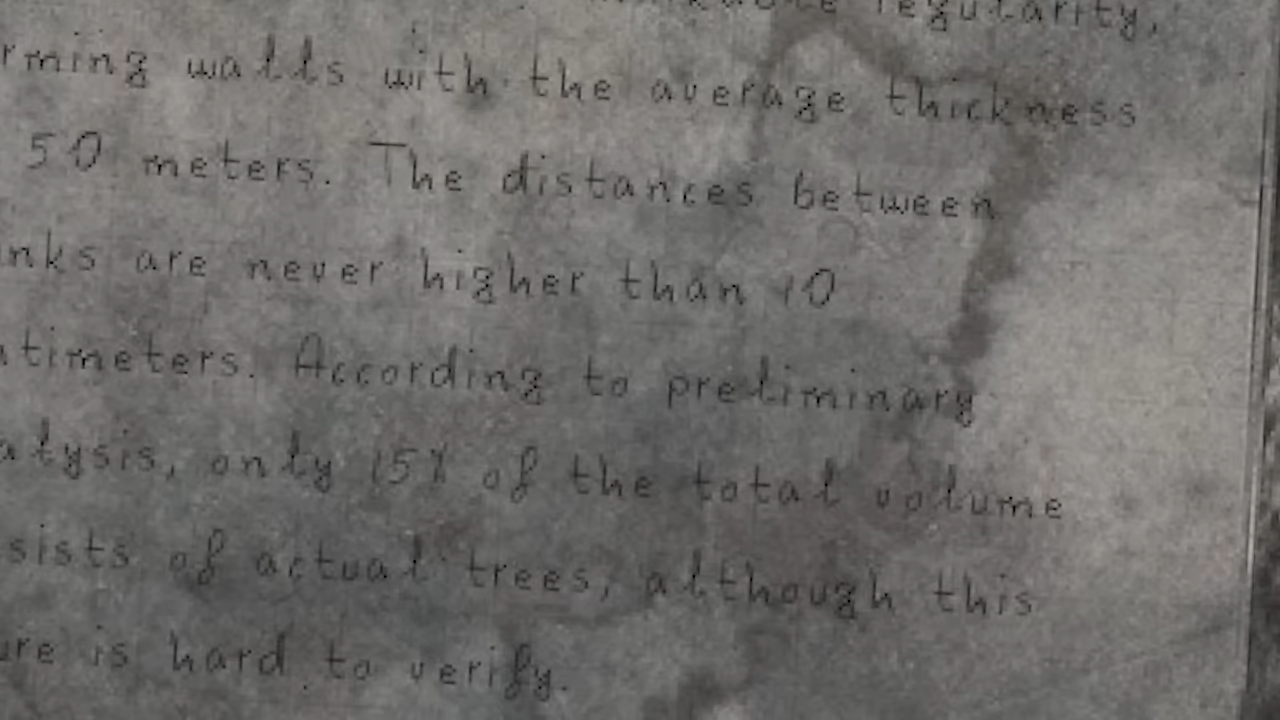 regularity,
rming walls with the average thickness
50 meters. The distances between
nks are never higher than 10
timeters. According to preliminary
alysis, only 15% of the total volume
sists of actual trees, although this
ure is hard to verify.